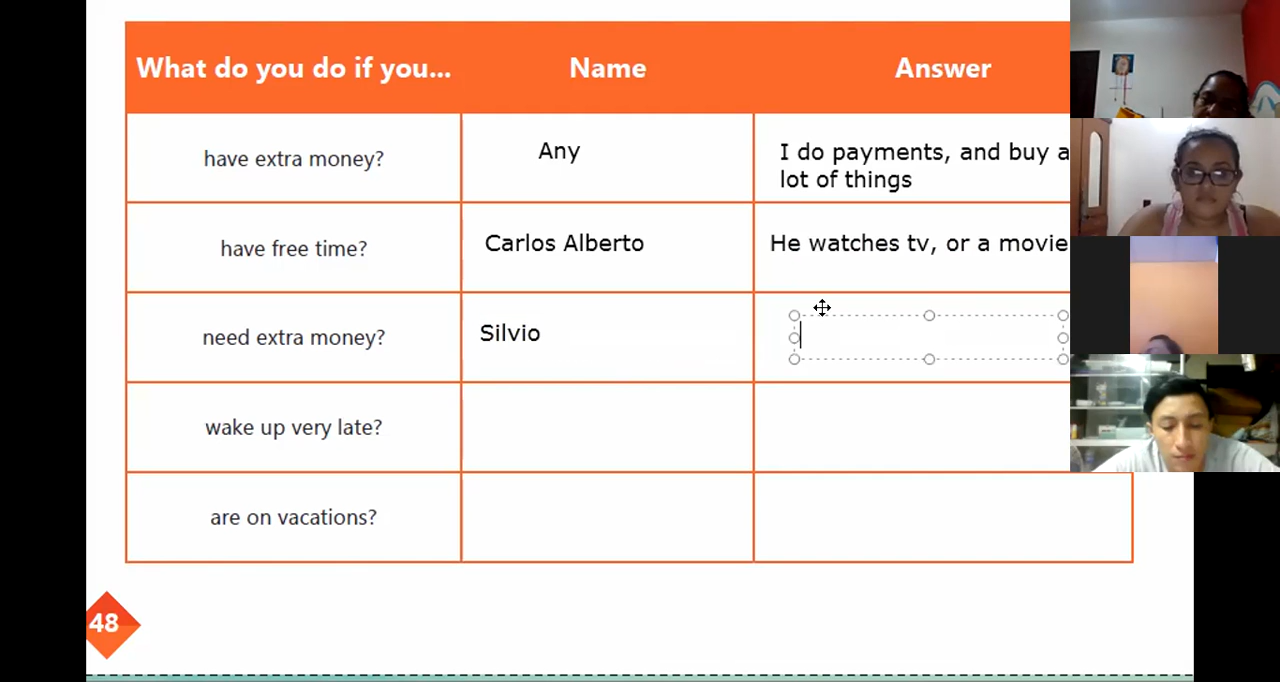 What do you do if you... Name Answer
have extra money? Any I do payments, and buy a
lot of things
have free time? Carlos Alberto He watches tv, or a movie
need extra money? Silvio
wake up very late?
are on vacations?
48